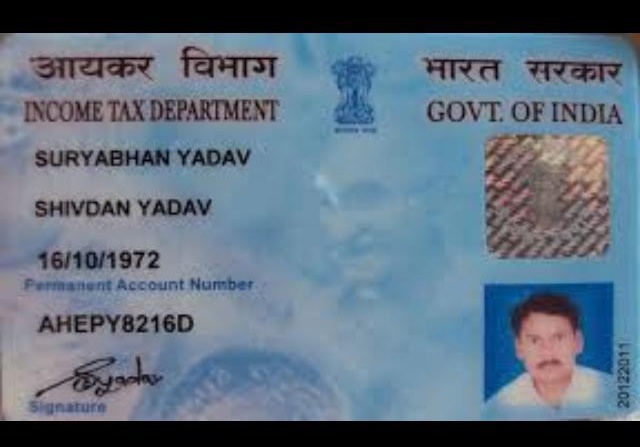 आयकर विभाग
भारत सरकार
INCOME TAX DEPARTMENT
GOVT. OF INDIA
SURYABHAN YADAV
SHIVDAN YADAV
16/10/1972
Permanent Account Number
AHEPY8216D
Signature
20122011